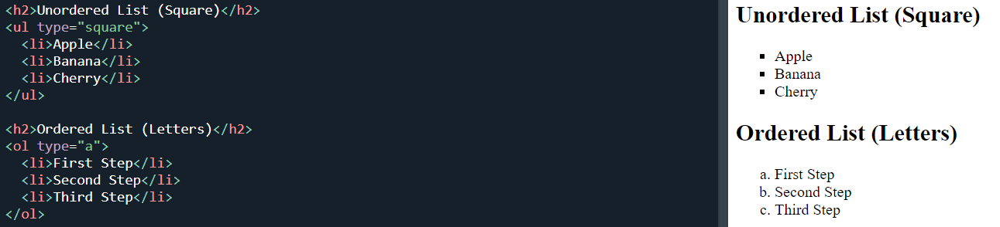 <h2>Unordered List (Square)</h2>
<ul type="square">
  <li>Apple</li>
  <li>Banana</li>
  <li>Cherry</li>
</ul>

<h2>Ordered List (Letters)</h2>
<ol type="a">
  <li>First Step</li>
  <li>Second Step</li>
  <li>Third Step</li>
</ol>

Unordered List (Square)
▪ Apple
▪ Banana
▪ Cherry
Ordered List (Letters)
a. First Step
b. Second Step
c. Third Step